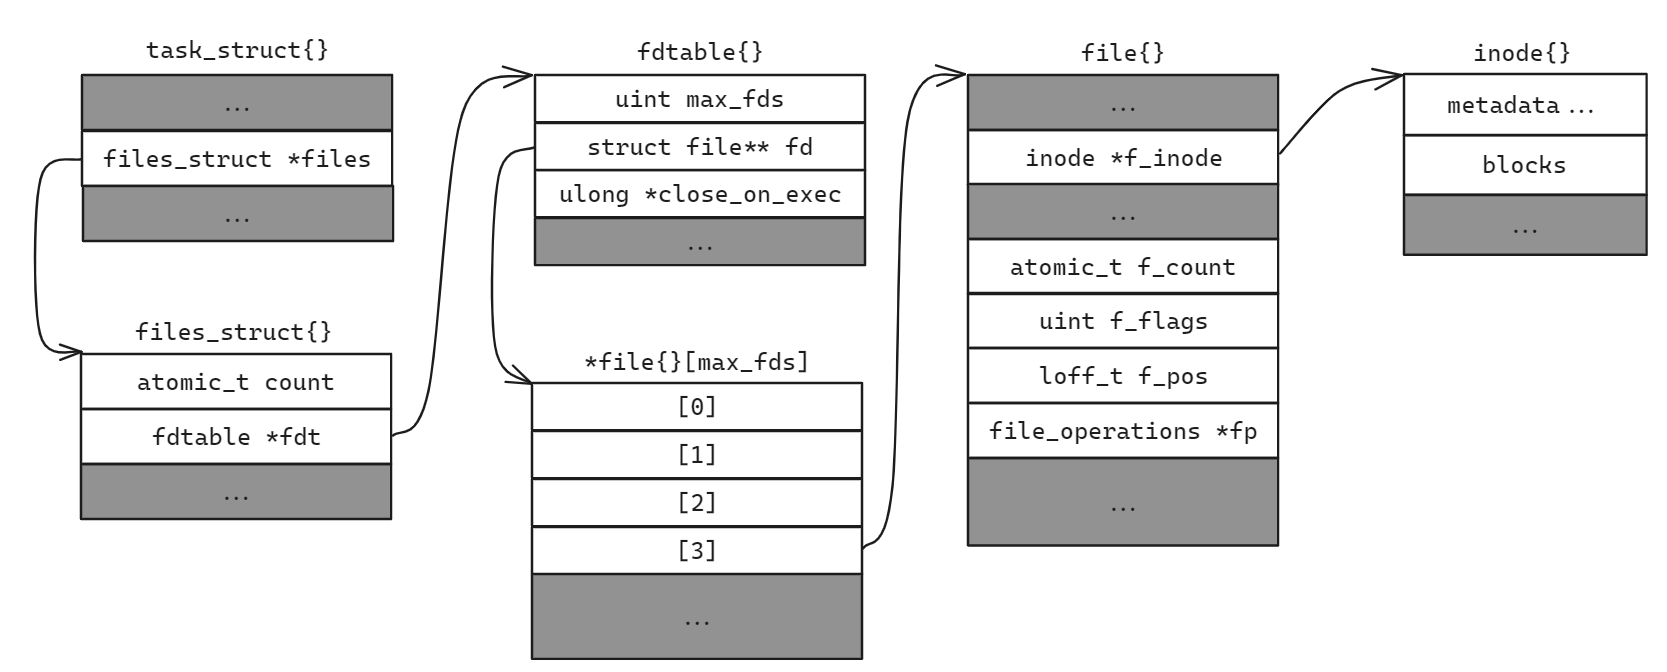 task_struct{}
...
files_struct *files
...
files_struct{}
atomic_t count
fdtable *fdt
...
fdtable{}
uint max_fds
struct file** fd
ulong *close_on_exec
...
*file{}[max_fds]
[0]
[1]
[2]
[3]
...
file{}
...
inode *f_inode
...
atomic_t f_count
uint f_flags
loff_t f_pos
file_operations *fp
...
inode{}
metadata ...
blocks
...